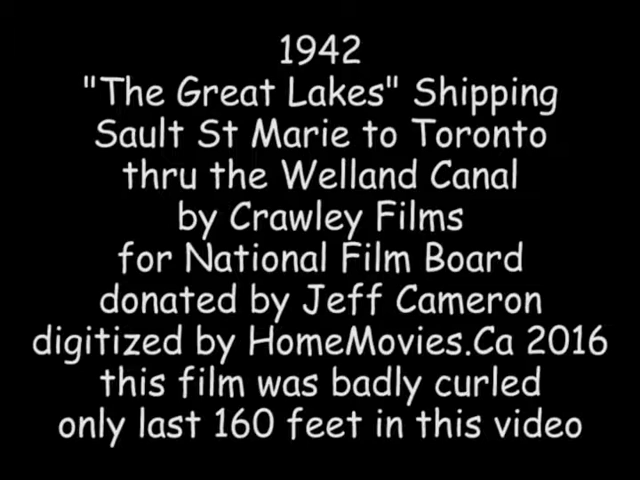 1942
"The Great Lakes" Shipping
Sault St Marie to Toronto
thru the Welland Canal
by Crawley Films
for National Film Board
donated by Jeff Cameron
digitized by HomeMovies.Ca 2016
this film was badly curled
only last 160 feet in this video